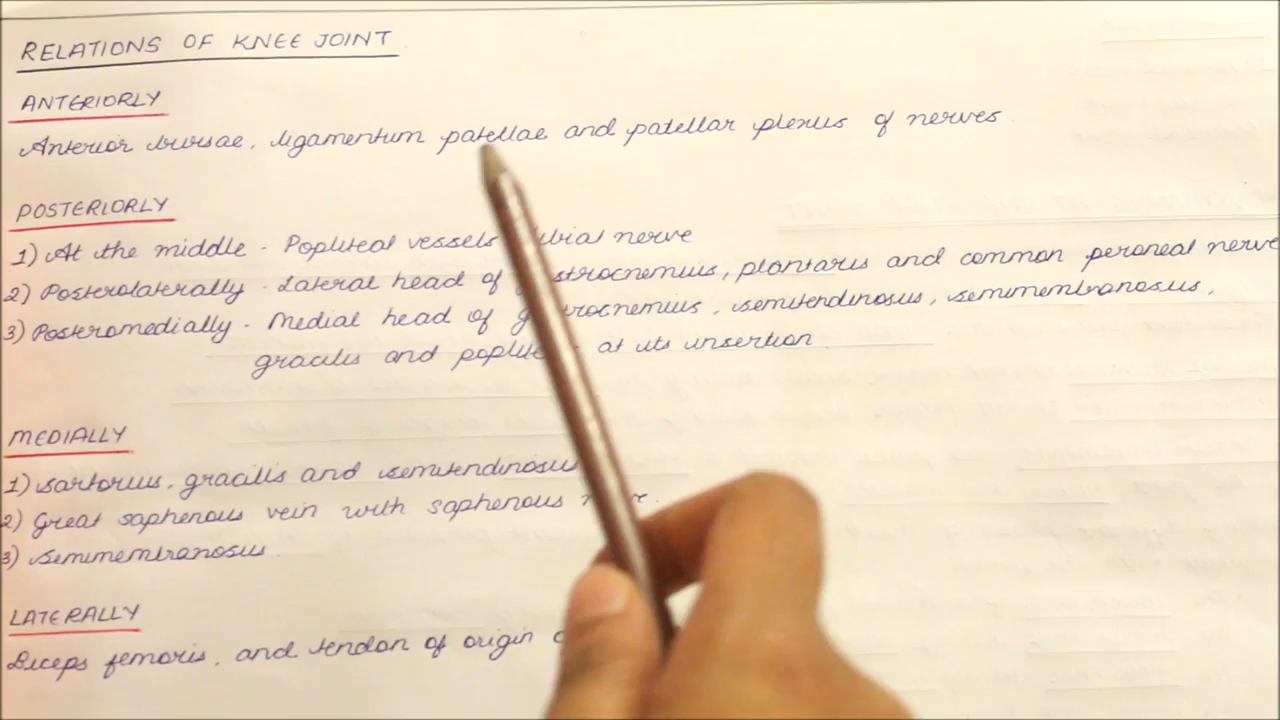 RELATIONS OF KNEE JOINT
ANTERIORLY
Anterior bursae, ligamentum patellae and patellar plexus of nerves.
POSTERIORLY
1) At the middle - Popliteal vessels nerve
2) Posterolaterally - Lateral head of plantaris and common peroneal nerve
3) Posteromedially - Medial head of semitendinosus, semimembranosus,
gracilis and at its insertion.
MEDIALLY
1) Sartorius, gracilis and semitendinosus
2) Great saphenous vein with saphenous
3) Semimembranosus.
LATERALLY
Biceps femoris, and tendon of origin